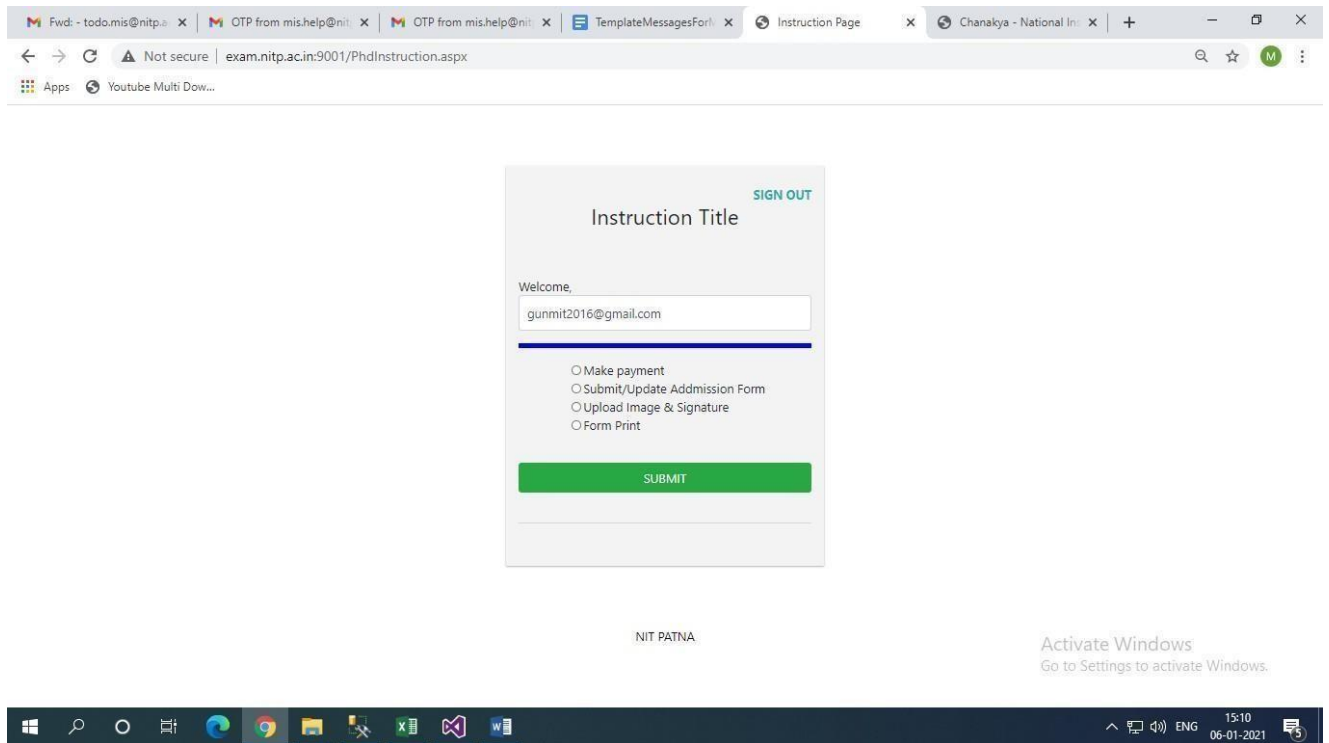 Fwd: - todo.mis@nitp.a
OTP from mis.help@nit
OTP from mis.help@nit
TemplateMessagesForM
Instruction Page
Chanakya - National Ins
Not secure | exam.nitp.ac.in:9001/PhdInstruction.aspx
M
Apps Youtube Multi Dow...
SIGN OUT
Instruction Title
Welcome,
gunmit2016@gmail.com
Make payment
Submit/Update Addmission Form
Upload Image & Signature
Form Print
SUBMIT
NIT PATNA
Activate Windows
Go to Settings to activate Windows.
ENG
15:10
06-01-2021
5